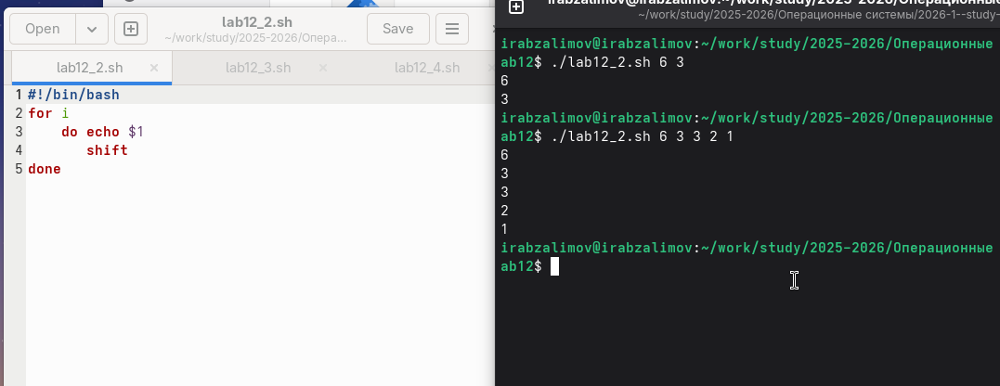 Open
lab12_2.sh
~/work/study/2025-2026/Опера...
Save
lab12_2.sh
lab12_3.sh
lab12_4.sh
1 #!/bin/bash
2 for i
3     do echo $1
4        shift
5 done
irabzalimov@irabzalimov:~/work/study/2025-2026/Операционные
~/work/study/2025-2026/Операционные системы/2026-1--study-
irabzalimov@irabzalimov:~/work/study/2025-2026/Операционные
ab12$ ./lab12_2.sh 6 3
6
3
irabzalimov@irabzalimov:~/work/study/2025-2026/Операционные
ab12$ ./lab12_2.sh 6 3 3 2 1
6
3
3
2
1
irabzalimov@irabzalimov:~/work/study/2025-2026/Операционные
ab12$